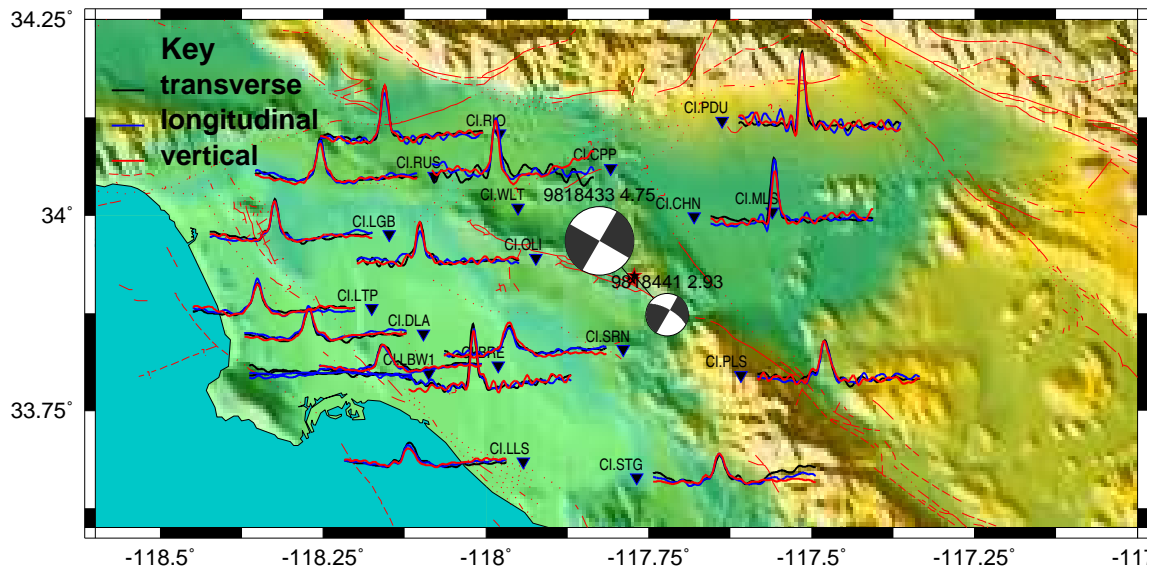 34.25
34
33.75
Key
transverse
longitudinal
vertical
CI.PDU
CI.RIO
CI.RUS
CI.CPP
CI.WLT
9818433 4.75
CI.CHN
CI.MLS
CI.LGB
CI.OLI
9818441 2.93
CI.LTP
CI.DLA
CI.SRN
CI.LBW1
CI.BRE
CI.PLS
CI.LLS
CI.STG
-118.5˚
-118.25˚
-118˚
-117.75˚
-117.5˚
-117.25˚